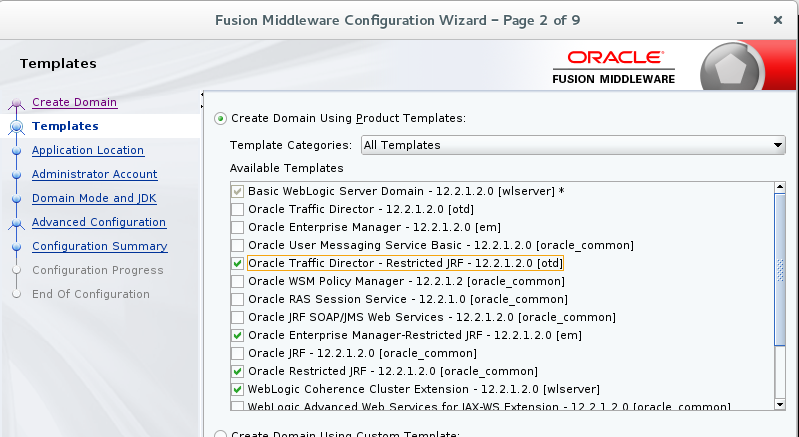 Fusion Middleware Configuration Wizard – Page 2 of 9
Templates
ORACLE
FUSION MIDDLEWARE
Create Domain
Templates
Application Location
Administrator Account
Domain Mode and JDK
Advanced Configuration
Configuration Summary
Configuration Progress
End Of Configuration
Create Domain Using Product Templates:
Template Categories: All Templates
Available Templates
Basic WebLogic Server Domain - 12.2.1.2.0 [wlserver] *
Oracle Traffic Director - 12.2.1.2.0 [otd]
Oracle Enterprise Manager - 12.2.1.2.0 [em]
Oracle User Messaging Service Basic - 12.2.1.2.0 [oracle_common]
Oracle Traffic Director - Restricted JRF - 12.2.1.2.0 [otd]
Oracle WSM Policy Manager - 12.2.1.2 [oracle_common]
Oracle RAS Session Service - 12.2.1.0 [oracle_common]
Oracle JRF SOAP/JMS Web Services - 12.2.1.2.0 [oracle_common]
Oracle Enterprise Manager-Restricted JRF - 12.2.1.2.0 [em]
Oracle JRF - 12.2.1.2.0 [oracle_common]
Oracle Restricted JRF - 12.2.1.2.0 [oracle_common]
WebLogic Coherence Cluster Extension - 12.2.1.2.0 [wlserver]
WebLogic Advanced Web Services for JAX-WS Extension - 12.2.1.2.0 [oracle_common]
Create Domain Using Custom Template: